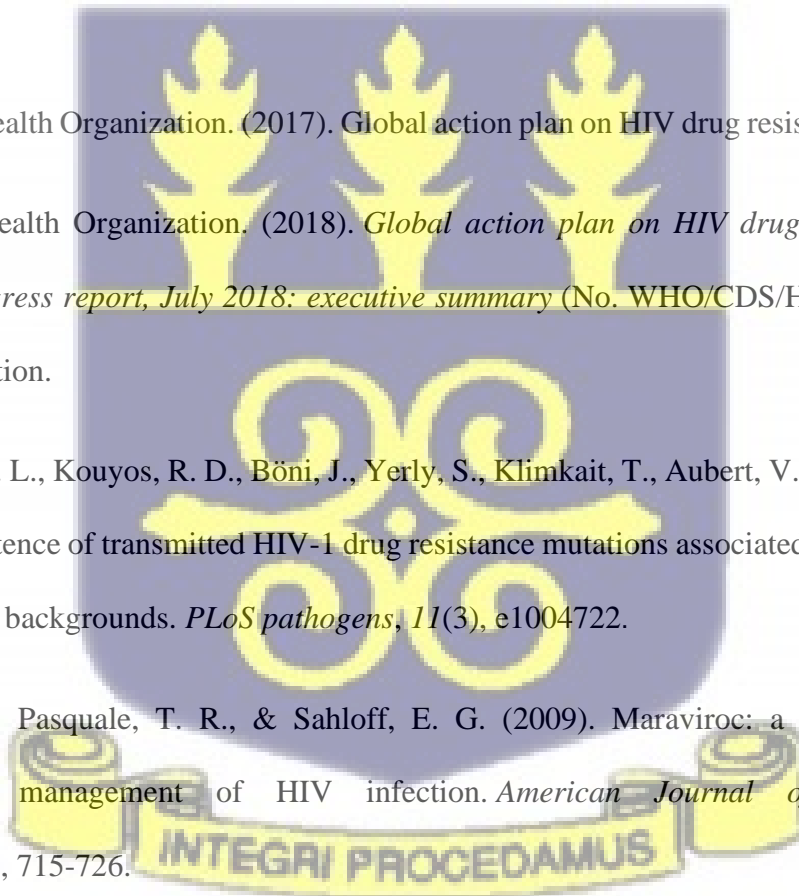 ealth Organization. (2017). Global action plan on HIV drug resis
ealth Organization. (2018). Global action plan on HIV drug
gress report, July 2018: executive summary (No. WHO/CDS/H
tion.
. L., Kouyos, R. D., Böni, J., Yerly, S., Klimkait, T., Aubert, V.
tence of transmitted HIV-1 drug resistance mutations associated
backgrounds. PLoS pathogens, 11(3), e1004722.
Pasquale, T. R., & Sahloff, E. G. (2009). Maraviroc: a
management of HIV infection. American Journal o
, 715-726.
INTEGRI PROCEDAMUS